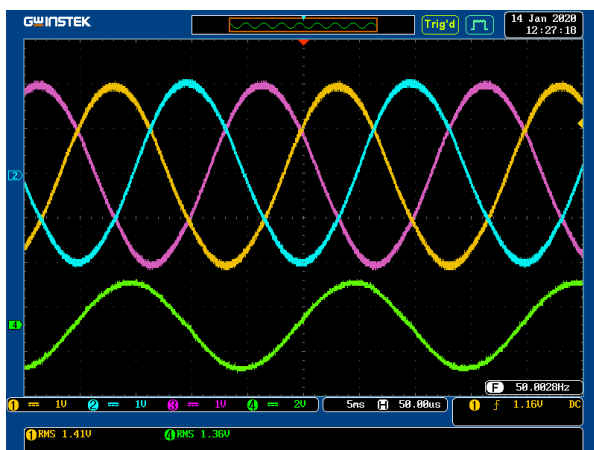 GWINSTEK
Trig'd
14 Jan 2020
12:27:18
2
4
F 50.0028Hz
1 1V 2 1V 3 1V 4 2V 5ms H 50.00us 1 1.16V DC
1 RMS 1.41V 4 RMS 1.36V